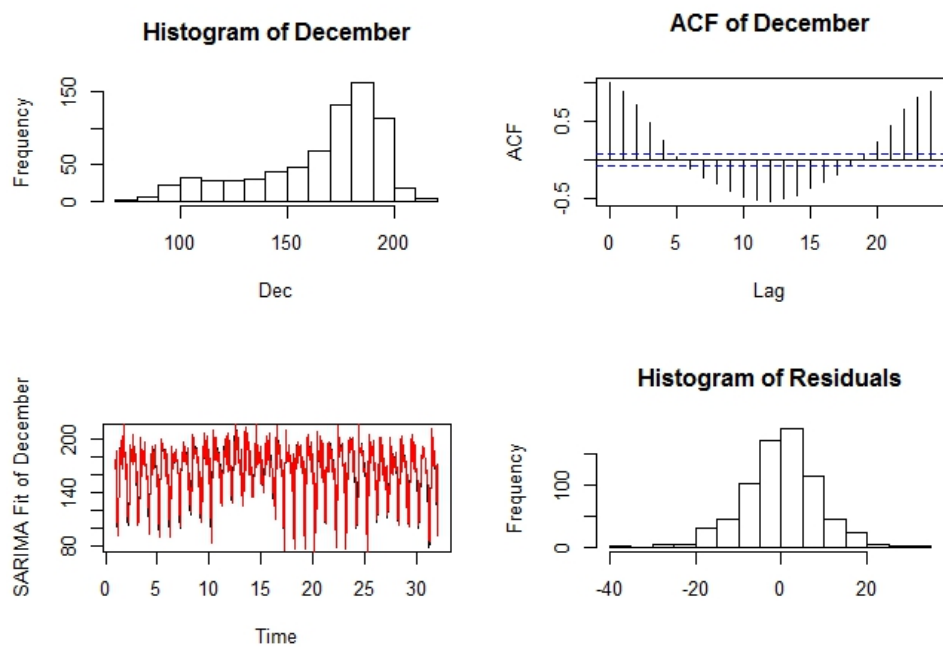 Histogram of December
Frequency
0
50
150
100
150
200
Dec
ACF of December
ACF
-0.5
0.5
0
5
10
15
20
Lag
SARIMA Fit of December
80
140
200
0
5
10
15
20
25
30
Time
Histogram of Residuals
Frequency
0
100
-40
-20
0
20